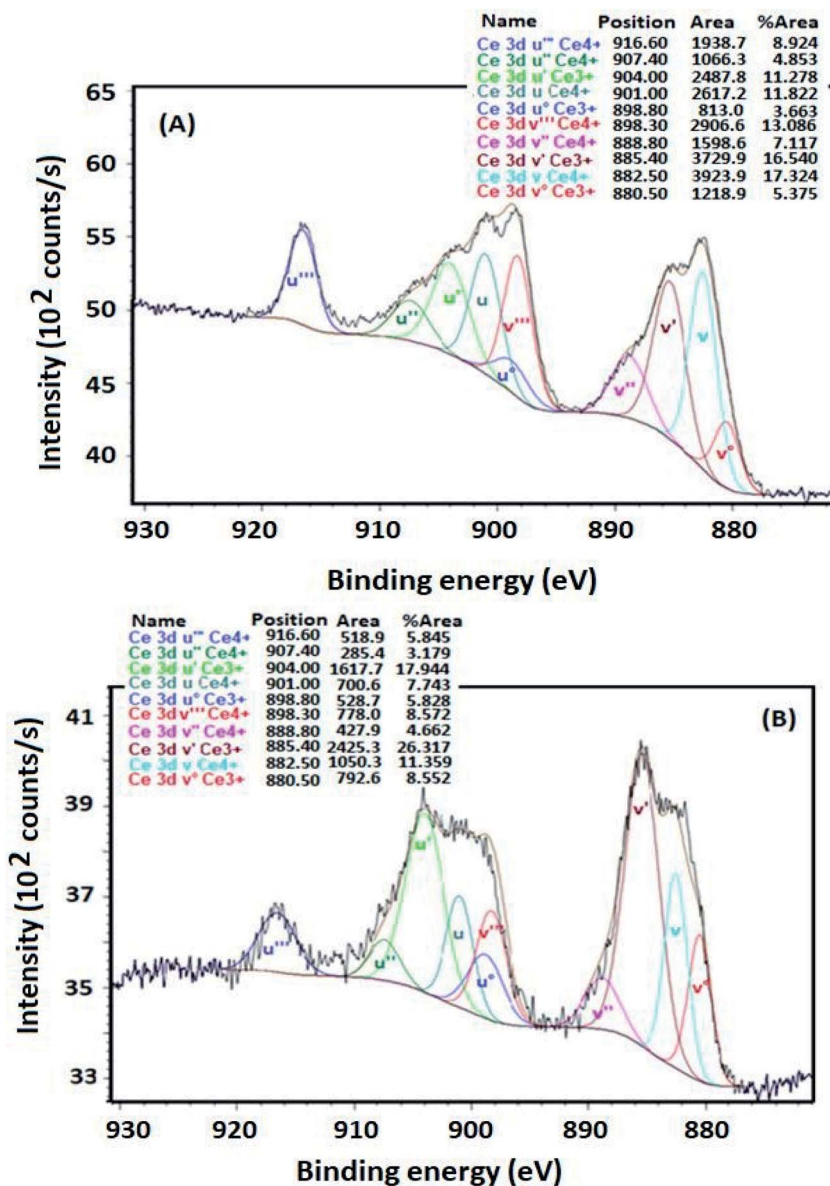 Name Position Area %Area
Ce 3d u''' Ce4+ 916.60 1938.7 8.924
Ce 3d u'' Ce4+ 907.40 1066.3 4.853
Ce 3d u' Ce3+ 904.00 2487.8 11.278
Ce 3d u Ce4+ 901.00 2617.2 11.822
Ce 3d u° Ce3+ 898.80 813.0 3.663
Ce 3d v''' Ce4+ 898.30 2906.6 13.086
Ce 3d v'' Ce4+ 888.80 1598.6 7.117
Ce 3d v' Ce3+ 885.40 3729.9 16.540
Ce 3d v Ce4+ 882.50 3923.9 17.324
Ce 3d v° Ce3+ 880.50 1218.9 5.375
(A)
65
60
55
50
45
40
Intensity (10² counts/s)
u''' u'' u' u u° v''' v'' v' v v°
930 920 910 900 890 880
Binding energy (eV)
Name Position Area %Area
Ce 3d u''' Ce4+ 916.60 518.9 5.845
Ce 3d u'' Ce4+ 907.40 285.4 3.179
Ce 3d u' Ce3+ 904.00 1617.7 17.944
Ce 3d u Ce4+ 901.00 700.6 7.743
Ce 3d u° Ce3+ 898.80 528.7 5.828
Ce 3d v''' Ce4+ 898.30 778.0 8.572
Ce 3d v'' Ce4+ 888.80 427.9 4.662
Ce 3d v' Ce3+ 885.40 2425.3 26.317
Ce 3d v Ce4+ 882.50 1050.3 11.359
Ce 3d v° Ce3+ 880.50 792.6 8.552
(B)
41
39
37
35
33
Intensity (10² counts/s)
u''' u'' u' u u° v''' v'' v' v v°
930 920 910 900 890 880
Binding energy (eV)